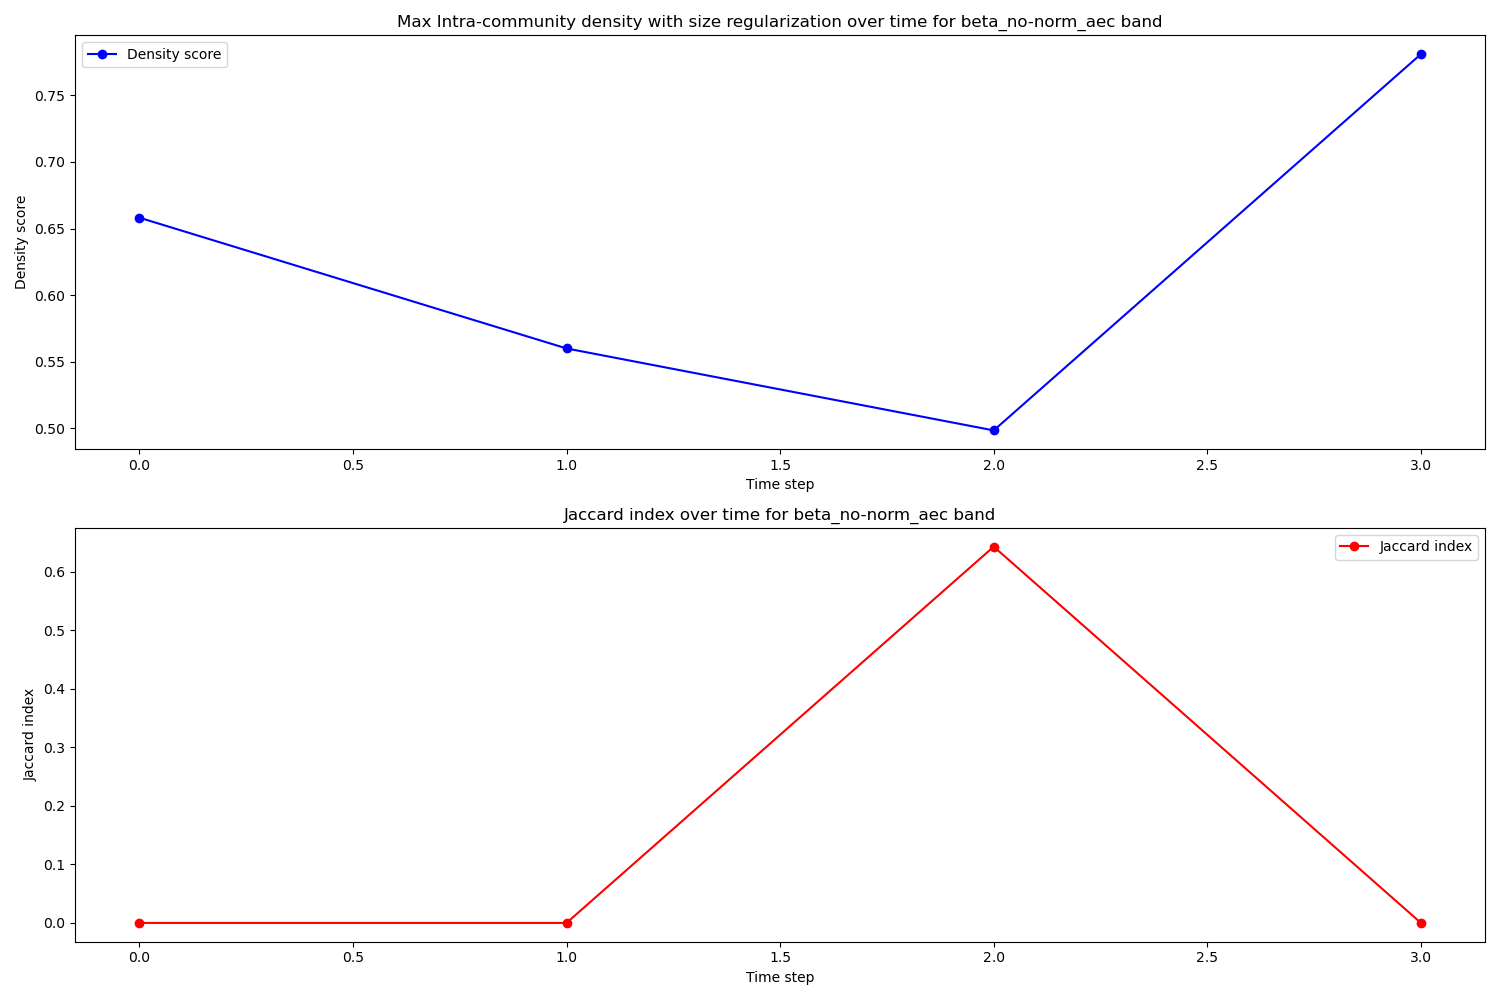 Max Intra-community density with size regularization over time for beta_no-norm_aec band
Density score
0.75
0.70
0.65
0.60
0.55
0.50
Density score
0.0 0.5 1.0 1.5 2.0 2.5 3.0
Time step
Jaccard index over time for beta_no-norm_aec band
Jaccard index
0.6
0.5
0.4
0.3
0.2
0.1
0.0
Jaccard index
0.0 0.5 1.0 1.5 2.0 2.5 3.0
Time step